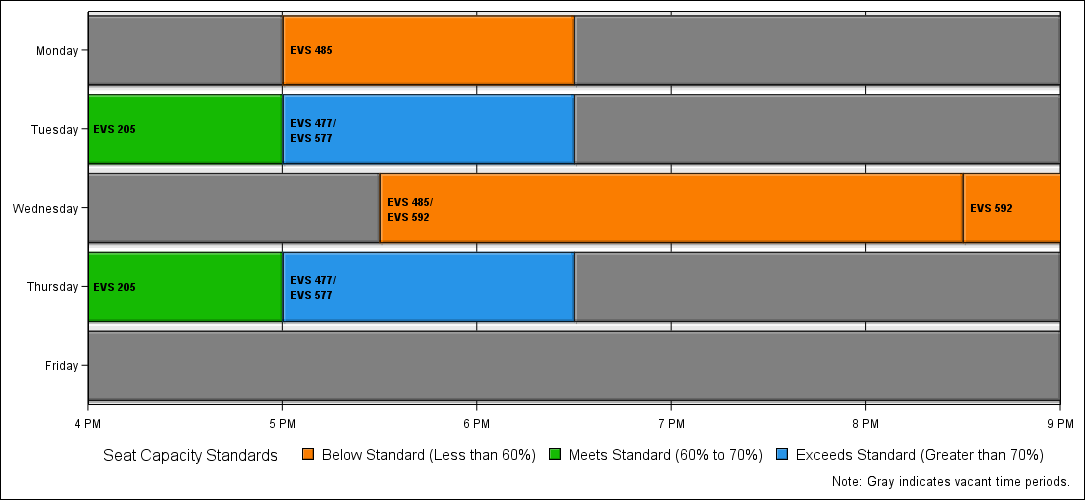 Monday
EVS 485
Tuesday
EVS 205
EVS 477/
EVS 577
Wednesday
EVS 485/
EVS 592
EVS 592
Thursday
EVS 205
EVS 477/
EVS 577
Friday
4 PM 5 PM 6 PM 7 PM 8 PM 9 PM
Seat Capacity Standards Below Standard (Less than 60%) Meets Standard (60% to 70%) Exceeds Standard (Greater than 70%)
Note: Gray indicates vacant time periods.